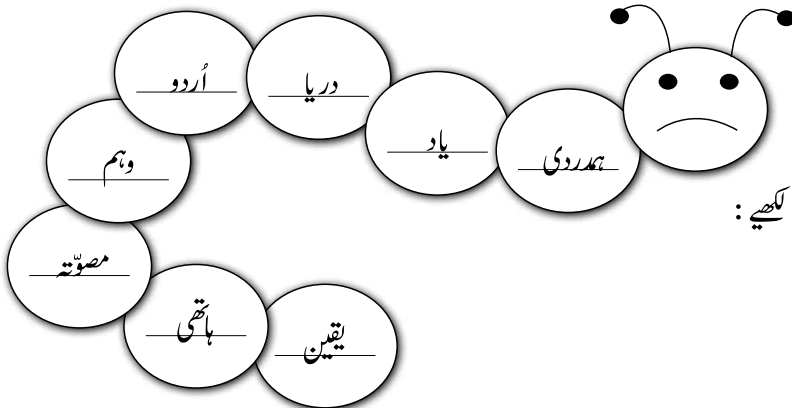 ہمدردی
یاد
دریا
اُردو
وہم
مصوّتہ
ہاتھی
یقین
لکھیے :